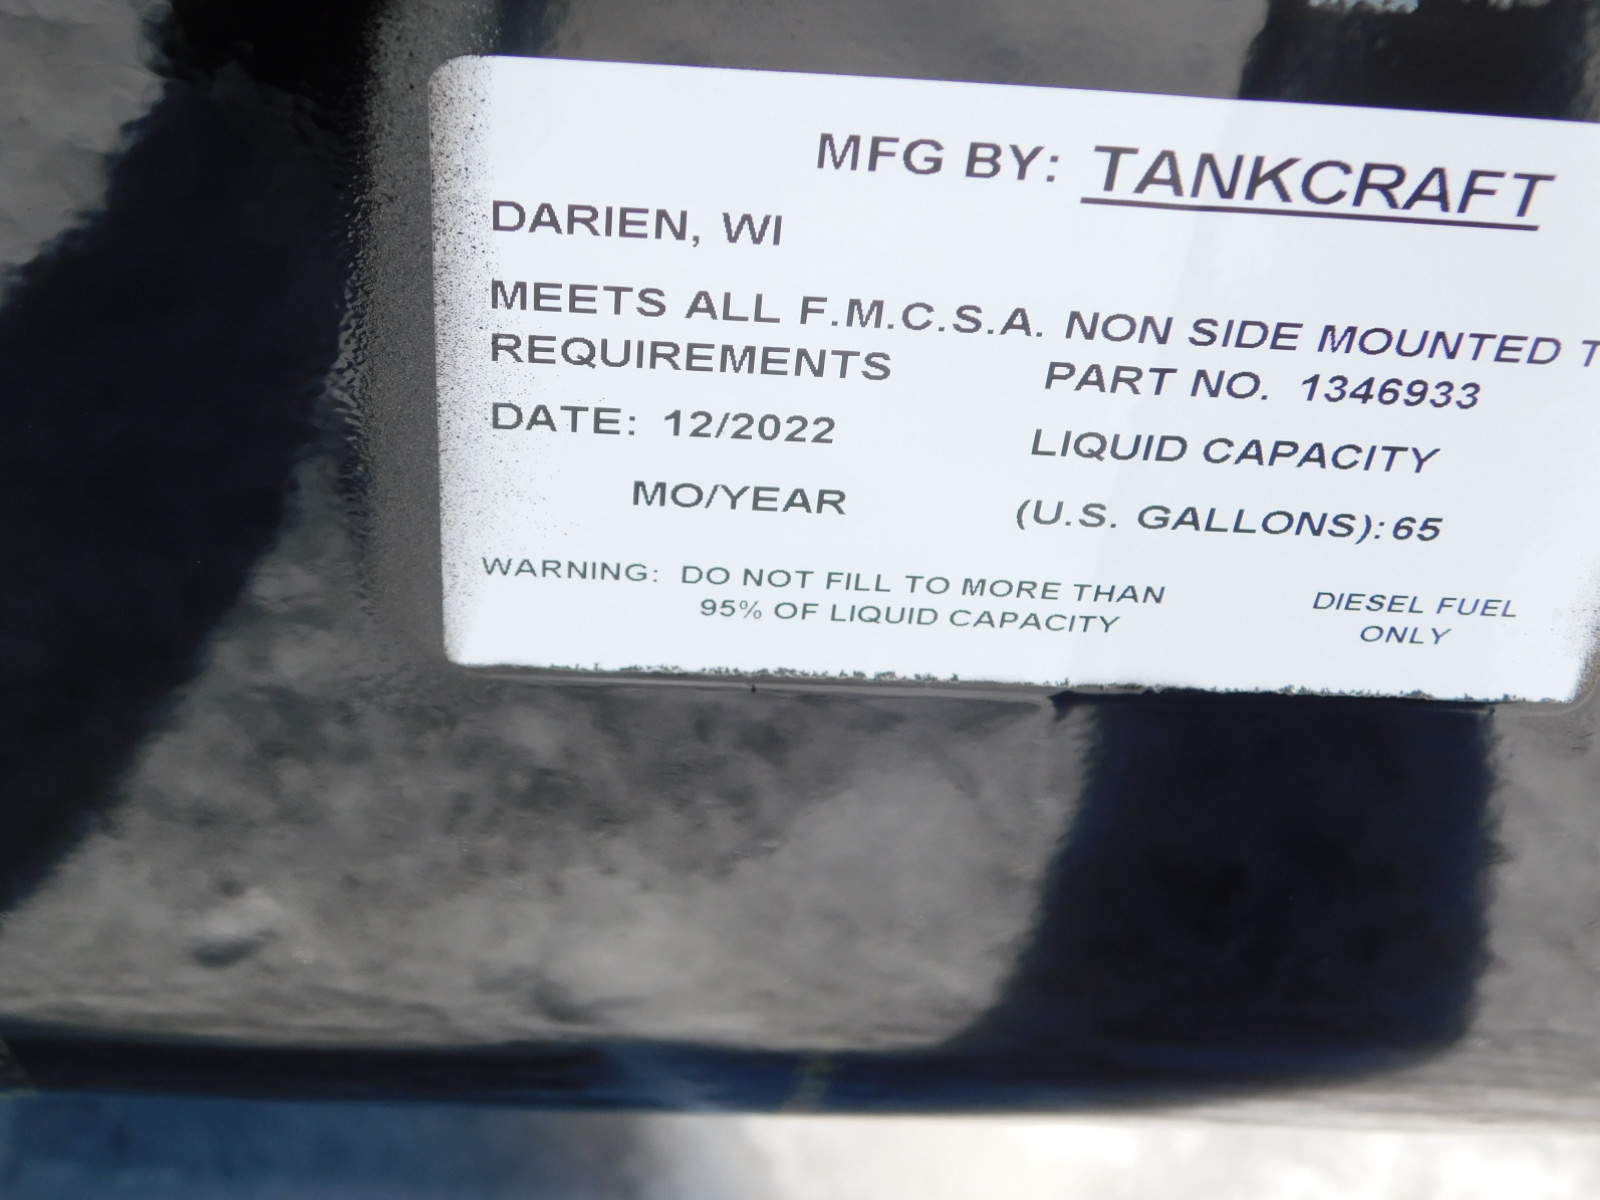 MFG BY: TANKCRAFT
DARIEN, WI
MEETS ALL F.M.C.S.A. NON SIDE MOUNTED T
REQUIREMENTS
PART NO. 1346933
DATE: 12/2022
LIQUID CAPACITY
MO/YEAR
(U.S. GALLONS): 65
WARNING: DO NOT FILL TO MORE THAN
95% OF LIQUID CAPACITY
DIESEL FUEL
ONLY